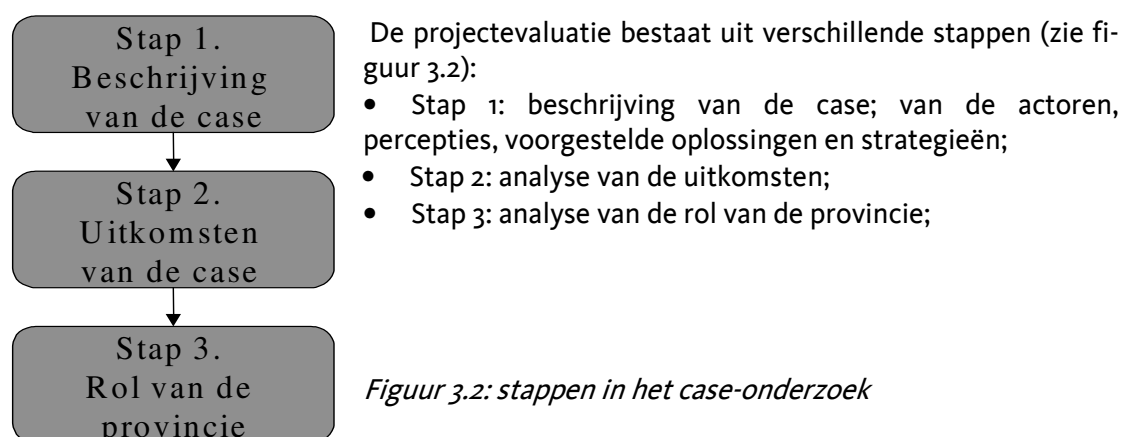 Stap 1.
Beschrijving
van de case
Stap 2.
Uitkomsten
van de case
Stap 3.
Rol van de
provincie
De projectevaluatie bestaat uit verschillende stappen (zie fi-
guur 3.2):
• Stap 1: beschrijving van de case; van de actoren,
percepties, voorgestelde oplossingen en strategieën;
• Stap 2: analyse van de uitkomsten;
• Stap 3: analyse van de rol van de provincie;
Figuur 3.2: stappen in het case-onderzoek